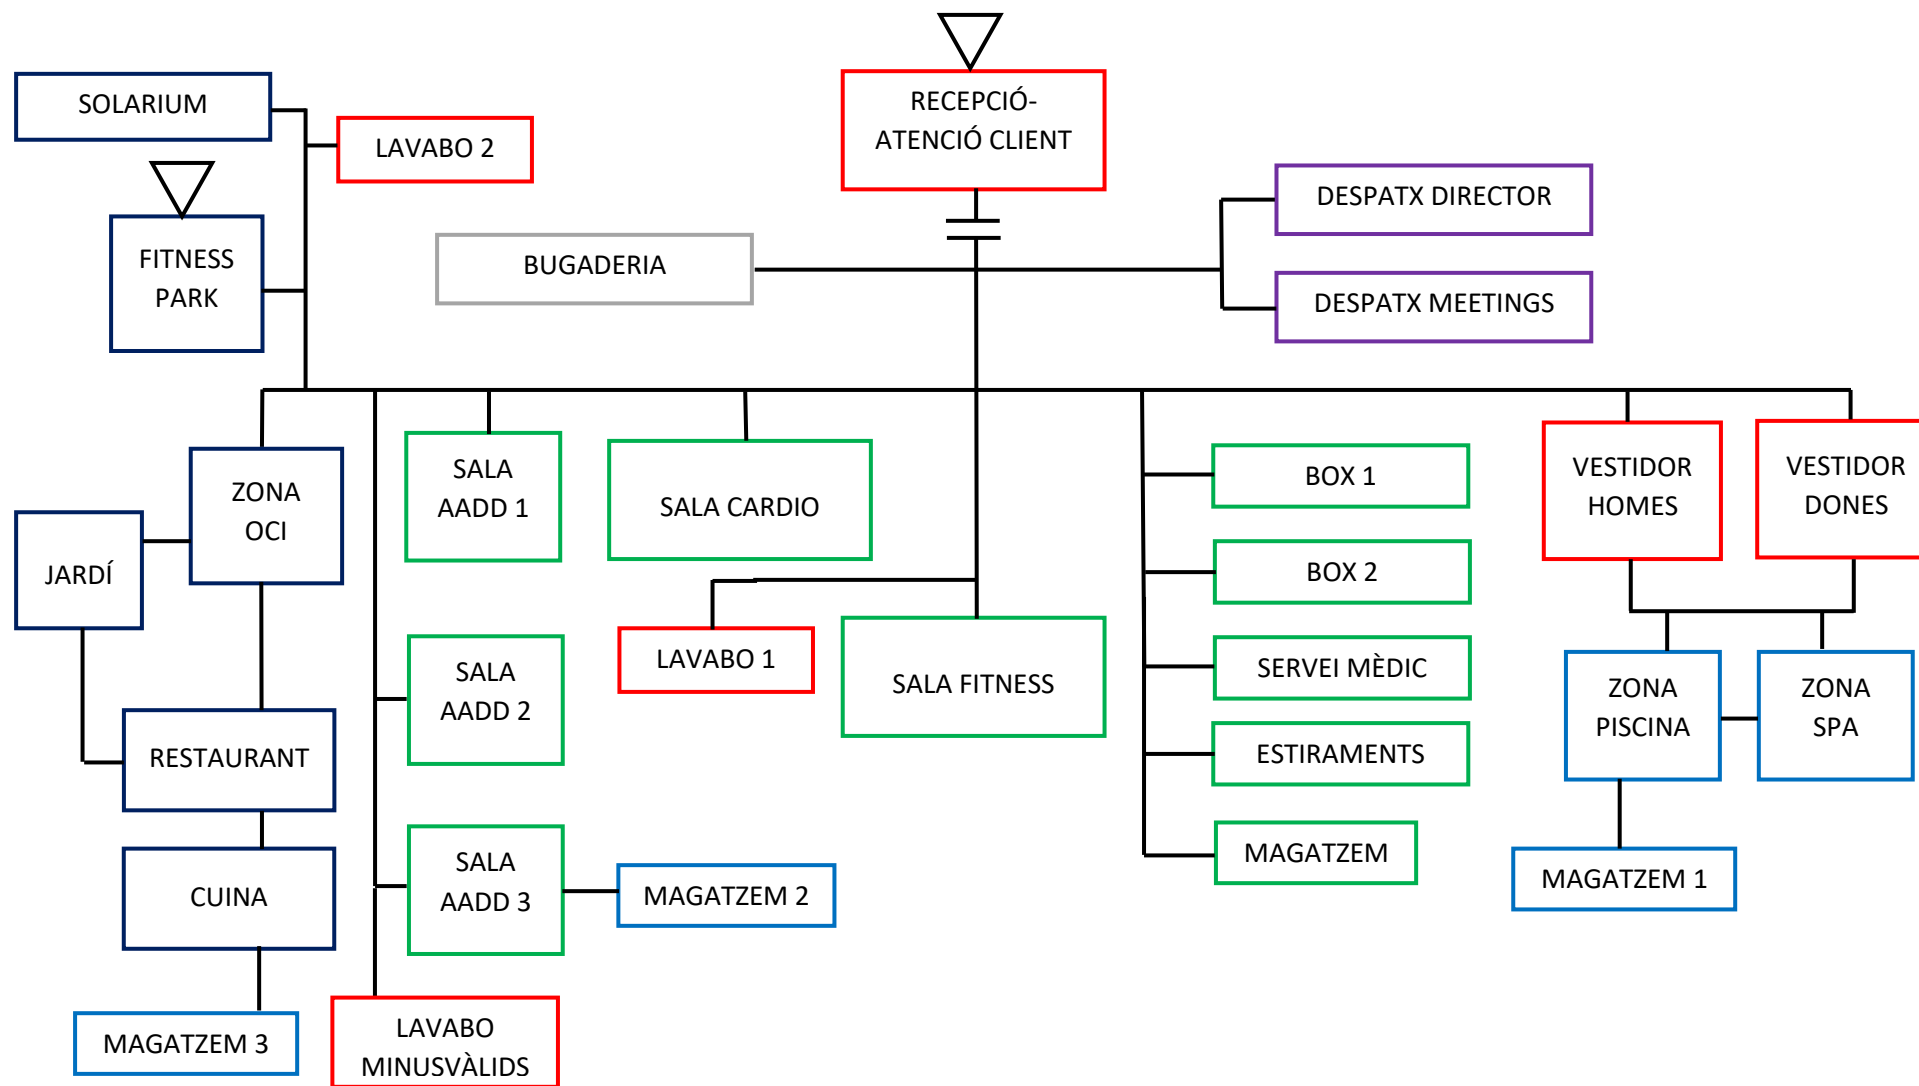 SOLARIUM
LAVABO 2
RECEPCIÓ-
ATENCIÓ CLIENT
DESPATX DIRECTOR
FITNESS
PARK
BUGADERIA
DESPATX MEETINGS
ZONA
OCI
JARDÍ
RESTAURANT
CUINA
MAGATZEM 3
SALA
AADD 1
SALA
AADD 2
SALA
AADD 3
MAGATZEM 2
LAVABO
MINUSVÀLIDS
SALA CARDIO
LAVABO 1
SALA FITNESS
BOX 1
BOX 2
SERVEI MÈDIC
ESTIRAMENTS
MAGATZEM
VESTIDOR
HOMES
VESTIDOR
DONES
ZONA
PISCINA
ZONA
SPA
MAGATZEM 1